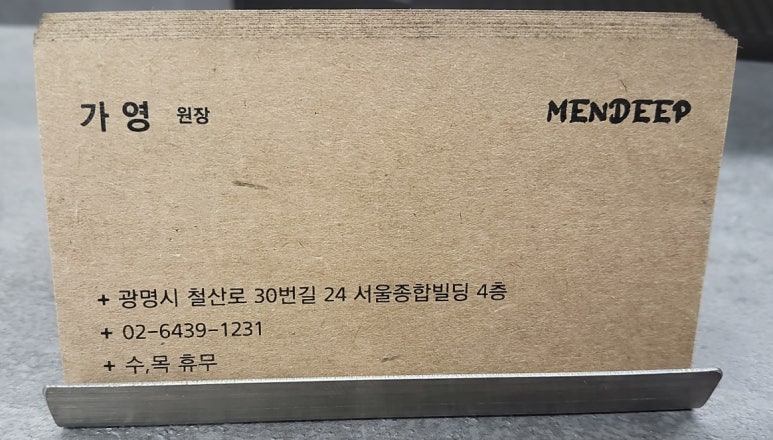 가영 원장
MENDEEP
+ 광명시 철산로 30번길 24 서울종합빌딩 4층
+ 02-6439-1231
+ 수,목 휴무